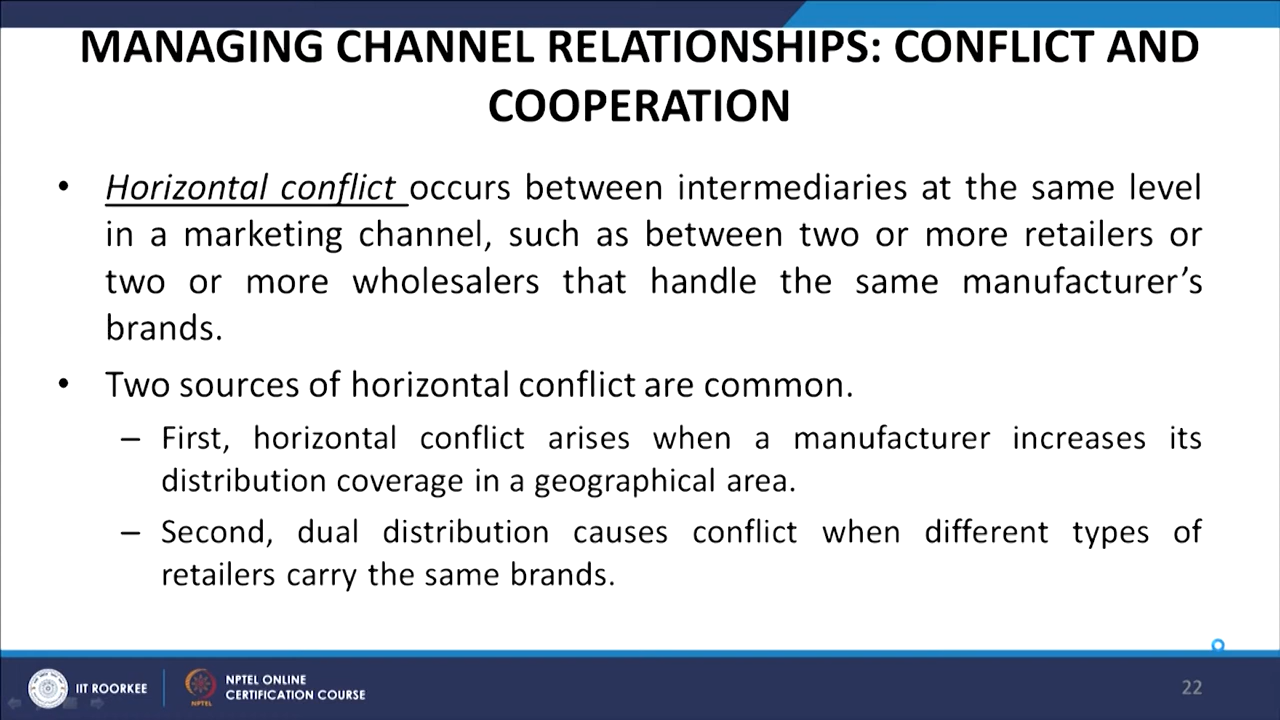 MANAGING CHANNEL RELATIONSHIPS: CONFLICT AND
COOPERATION
• Horizontal conflict occurs between intermediaries at the same level
in a marketing channel, such as between two or more retailers or
two or more wholesalers that handle the same manufacturer’s
brands.
• Two sources of horizontal conflict are common.
– First, horizontal conflict arises when a manufacturer increases its
distribution coverage in a geographical area.
– Second, dual distribution causes conflict when different types of
retailers carry the same brands.
IIT ROORKEE
NPTEL
NPTEL ONLINE
CERTIFICATION COURSE
22